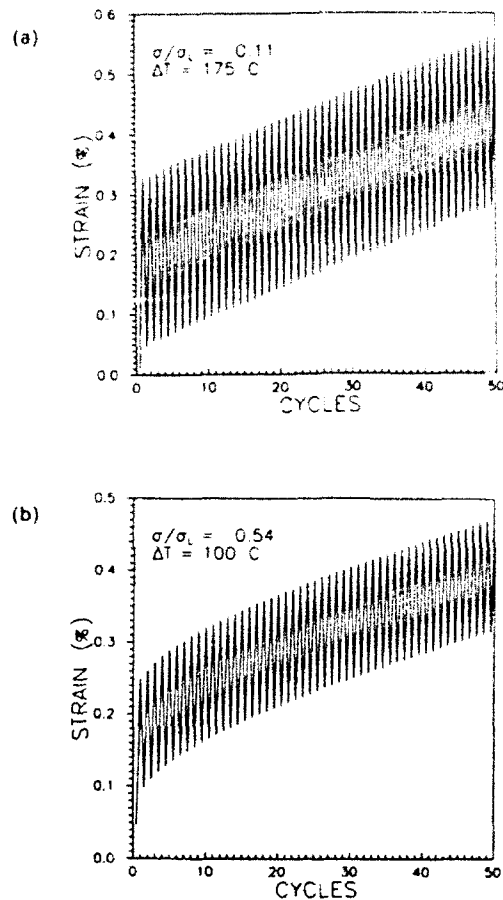 (a)
σ/σL = 0.11
ΔT = 175 C
STRAIN (%)
0.6
0.5
0.4
0.3
0.2
0.1
0.0
0 10 20 30 40 50
CYCLES
(b)
σ/σL = 0.54
ΔT = 100 C
STRAIN (%)
0.5
0.4
0.3
0.2
0.1
0.0
0 10 20 30 40 50
CYCLES